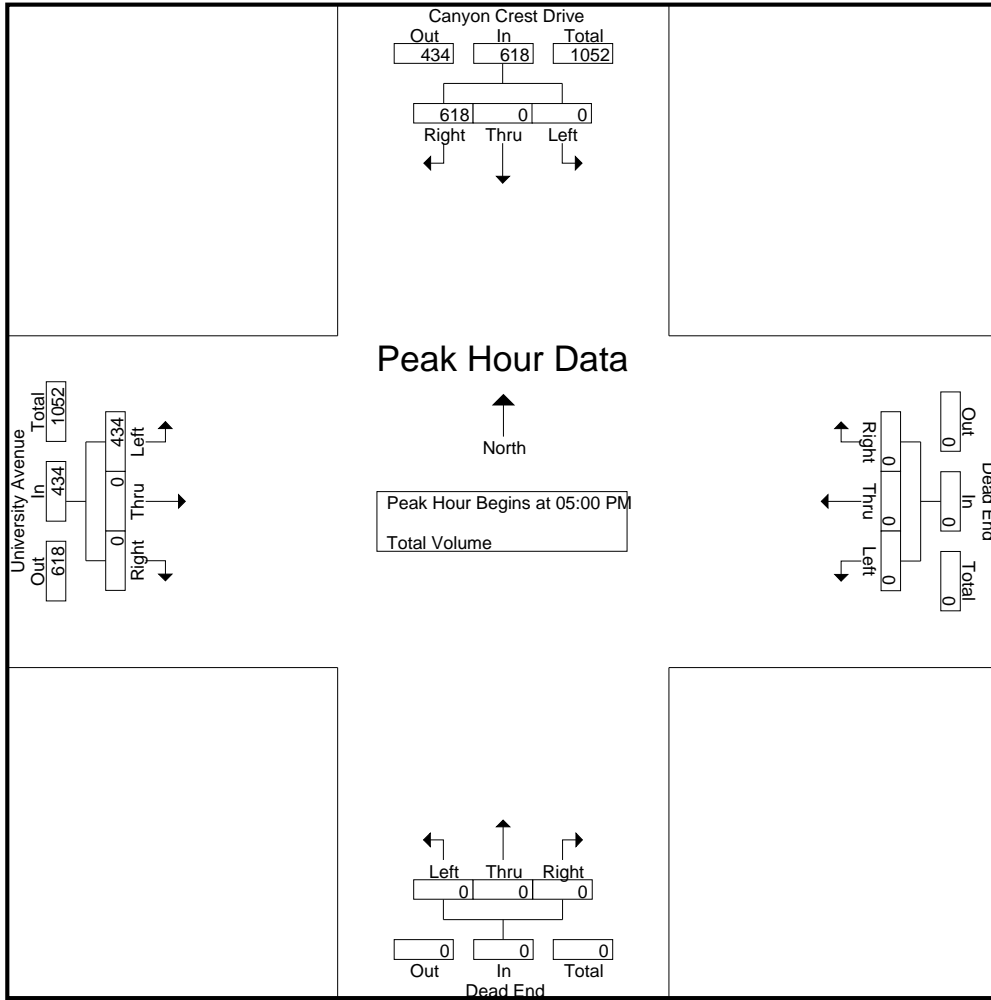 Canyon Crest Drive
Out In Total
434 618 1052
618 0 0
Right Thru Left
Peak Hour Data
North
Peak Hour Begins at 05:00 PM
Total Volume
University Avenue
Out In Total
618 434 1052
Right Thru Left
0 0 434
Dead End
Out In Total
0 0 0
Right Thru Left
0 0 0
Left Thru Right
0 0 0
0 0 0
Out In Total
Dead End